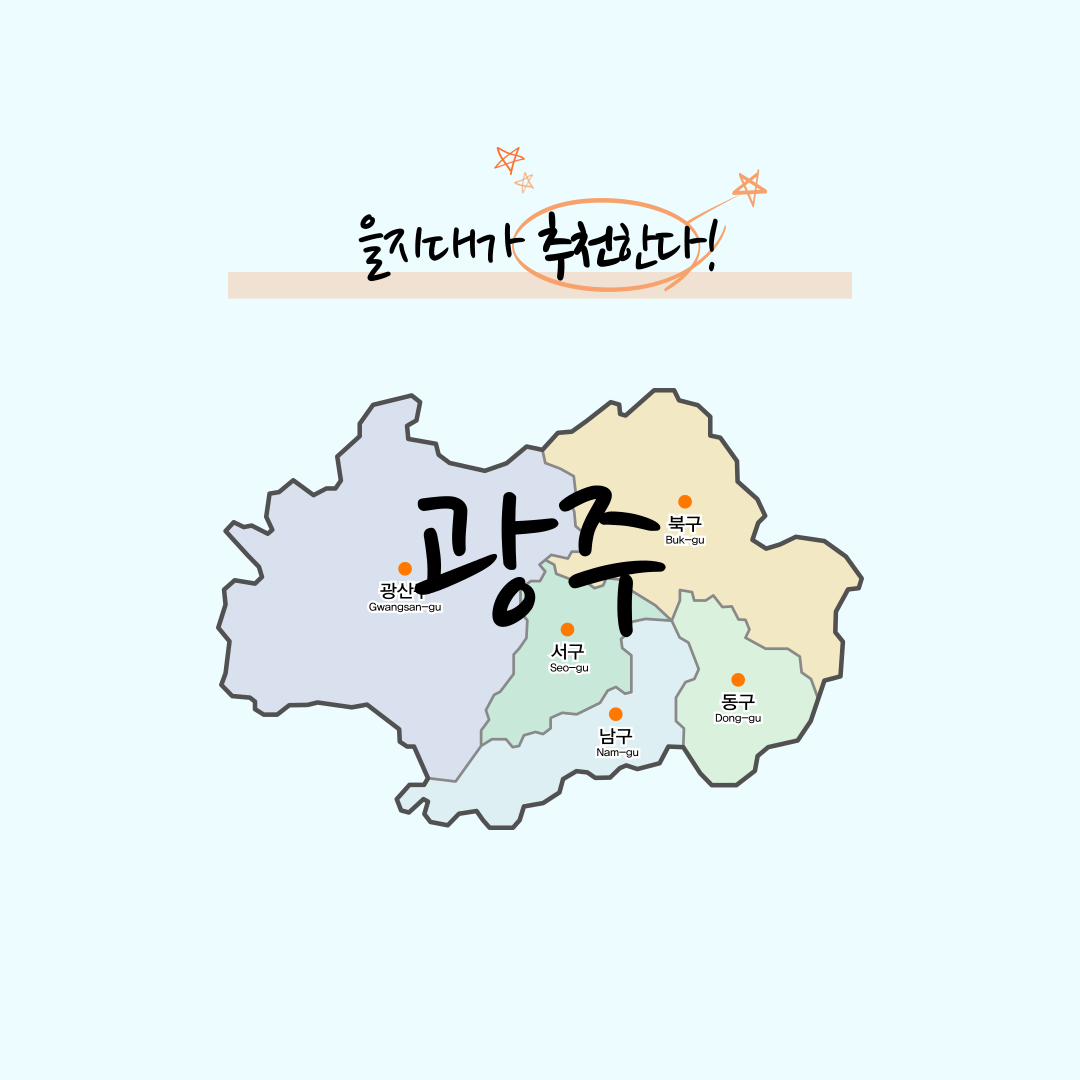 을지대가 추천한다!
광주
북구
Buk-gu
광산구
Gwangsan-gu
서구
Seo-gu
동구
Dong-gu
남구
Nam-gu